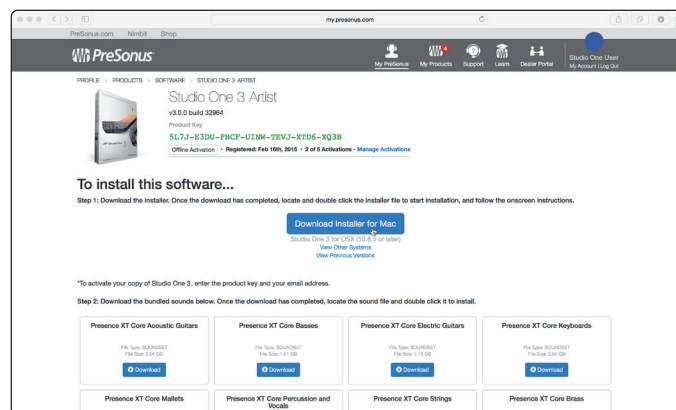 my.presonus.com
PreSonus.com Nimbit Shop
PreSonus
4
My PreSonus My Products Support Learn Dealer Portal
Studio One User
My Account | Log Out
PROFILE > PRODUCTS > SOFTWARE > STUDIO ONE 3 ARTIST
Studio One 3 Artist
v3.0.0 build 32964
Product Key
5L7J-E3DU-FBCF-UINW-TEVJ-XTD6-XQ3B
Offline Activation • Registered: Feb 16th, 2015 • 2 of 5 Activations - Manage Activations
To install this software...
Step 1: Download the installer. Once the download has completed, locate and double click the installer file to start installation, and follow the onscreen instructions.
Download Installer for Mac
Studio One 3 for OSX (10.8.5 or later)
View Other Systems
View Previous Versions
*To activate your copy of Studio One 3, enter the product key and your email address.
Step 2: Download the bundled sounds below. Once the download has completed, locate the sound file and double click it to install.
Presence XT Core Acoustic Guitars Presence XT Core Basses Presence XT Core Electric Guitars Presence XT Core Keyboards
File Type: SOUNDSET File Type: SOUNDSET File Type: SOUNDSET File Type: SOUNDSET
File Size: GB File Size: GB File Size: GB File Size: GB
Download Download Download Download
Presence XT Core Mallets Presence XT Core Percussion and Vocals Presence XT Core Strings Presence XT Core Brass